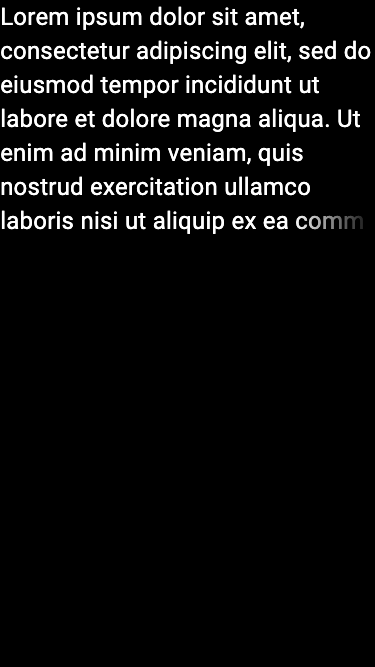 Lorem ipsum dolor sit amet,
consectetur adipiscing elit, sed do
eiusmod tempor incididunt ut
labore et dolore magna aliqua. Ut
enim ad minim veniam, quis
nostrud exercitation ullamco
laboris nisi ut aliquip ex ea comm